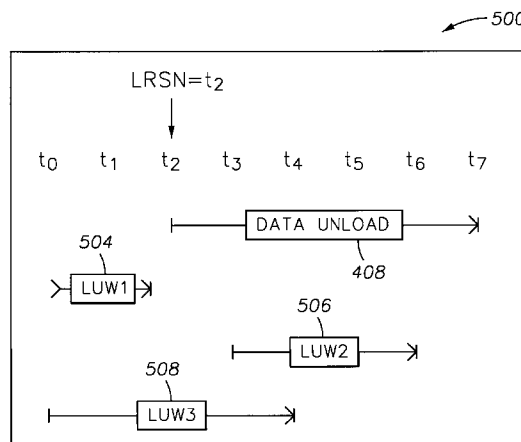 500
LRSN=t2
t0 t1 t2 t3 t4 t5 t6 t7
DATA UNLOAD
408
504
LUW1
506
LUW2
508
LUW3